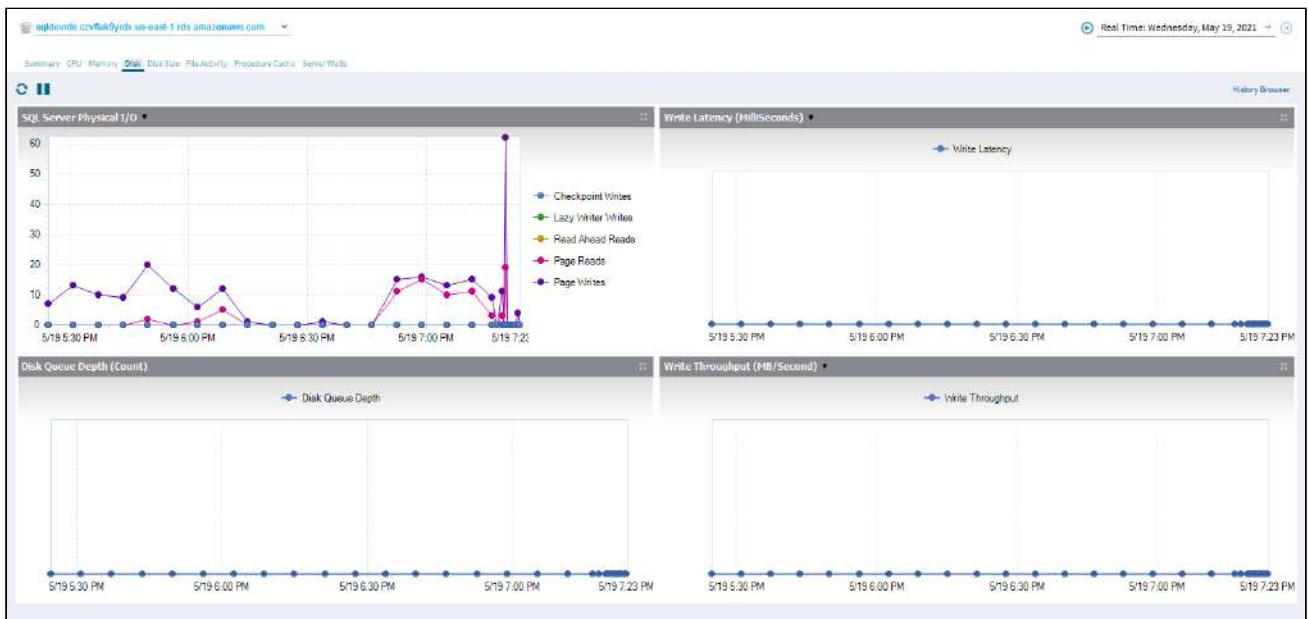 Real Time: Wednesday, May 19, 2021
Summary CPU Memory Disk Disk Size File Activity Procedure Cache Server Waits
History Browser
SQL Server Physical I/O
60
50
40
30
20
10
0
5/19 5:30 PM 5/19 6:00 PM 5/19 6:30 PM 5/19 7:00 PM 5/19 7:23
Checkpoint Writes
Lazy Writer Writes
Read Ahead Reads
Page Reads
Page Writes
Write Latency (MilliSeconds)
Write Latency
5/19 5:30 PM 5/19 6:00 PM 5/19 6:30 PM 5/19 7:00 PM 5/19 7:23 PM
Disk Queue Depth (Count)
Disk Queue Depth
5/19 5:30 PM 5/19 6:00 PM 5/19 6:30 PM 5/19 7:00 PM 5/19 7:23 PM
Write Throughput (MB/Second)
Write Throughput
5/19 5:30 PM 5/19 6:00 PM 5/19 6:30 PM 5/19 7:00 PM 5/19 7:23 PM